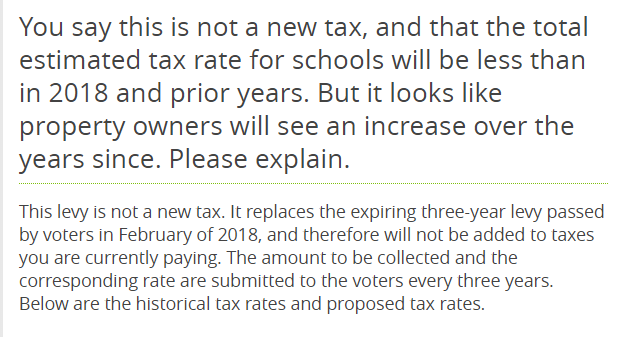 You say this is not a new tax, and that the total
estimated tax rate for schools will be less than
in 2018 and prior years. But it looks like
property owners will see an increase over the
years since. Please explain.
This levy is not a new tax. It replaces the expiring three-year levy passed
by voters in February of 2018, and therefore will not be added to taxes
you are currently paying. The amount to be collected and the
corresponding rate are submitted to the voters every three years.
Below are the historical tax rates and proposed tax rates.